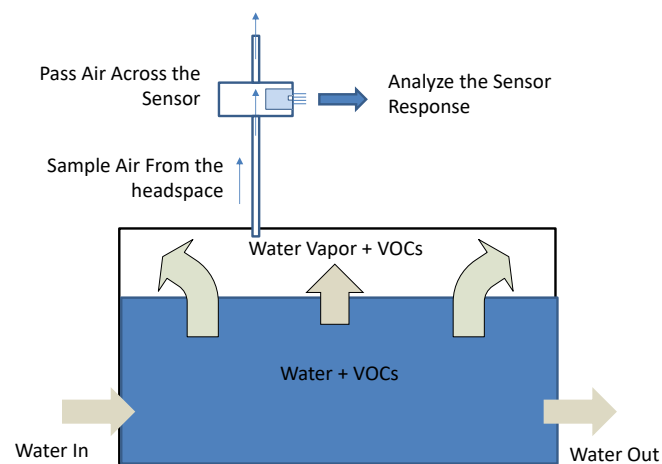 Pass Air Across the
Sensor
Analyze the Sensor
Response
Sample Air From the
headspace
Water Vapor + VOCs
Water + VOCs
Water In
Water Out